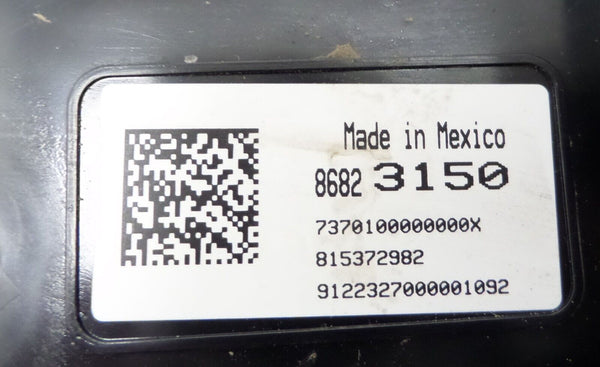 Made in Mexico
8682 3150
7370100000000X
815372982
9122327000001092